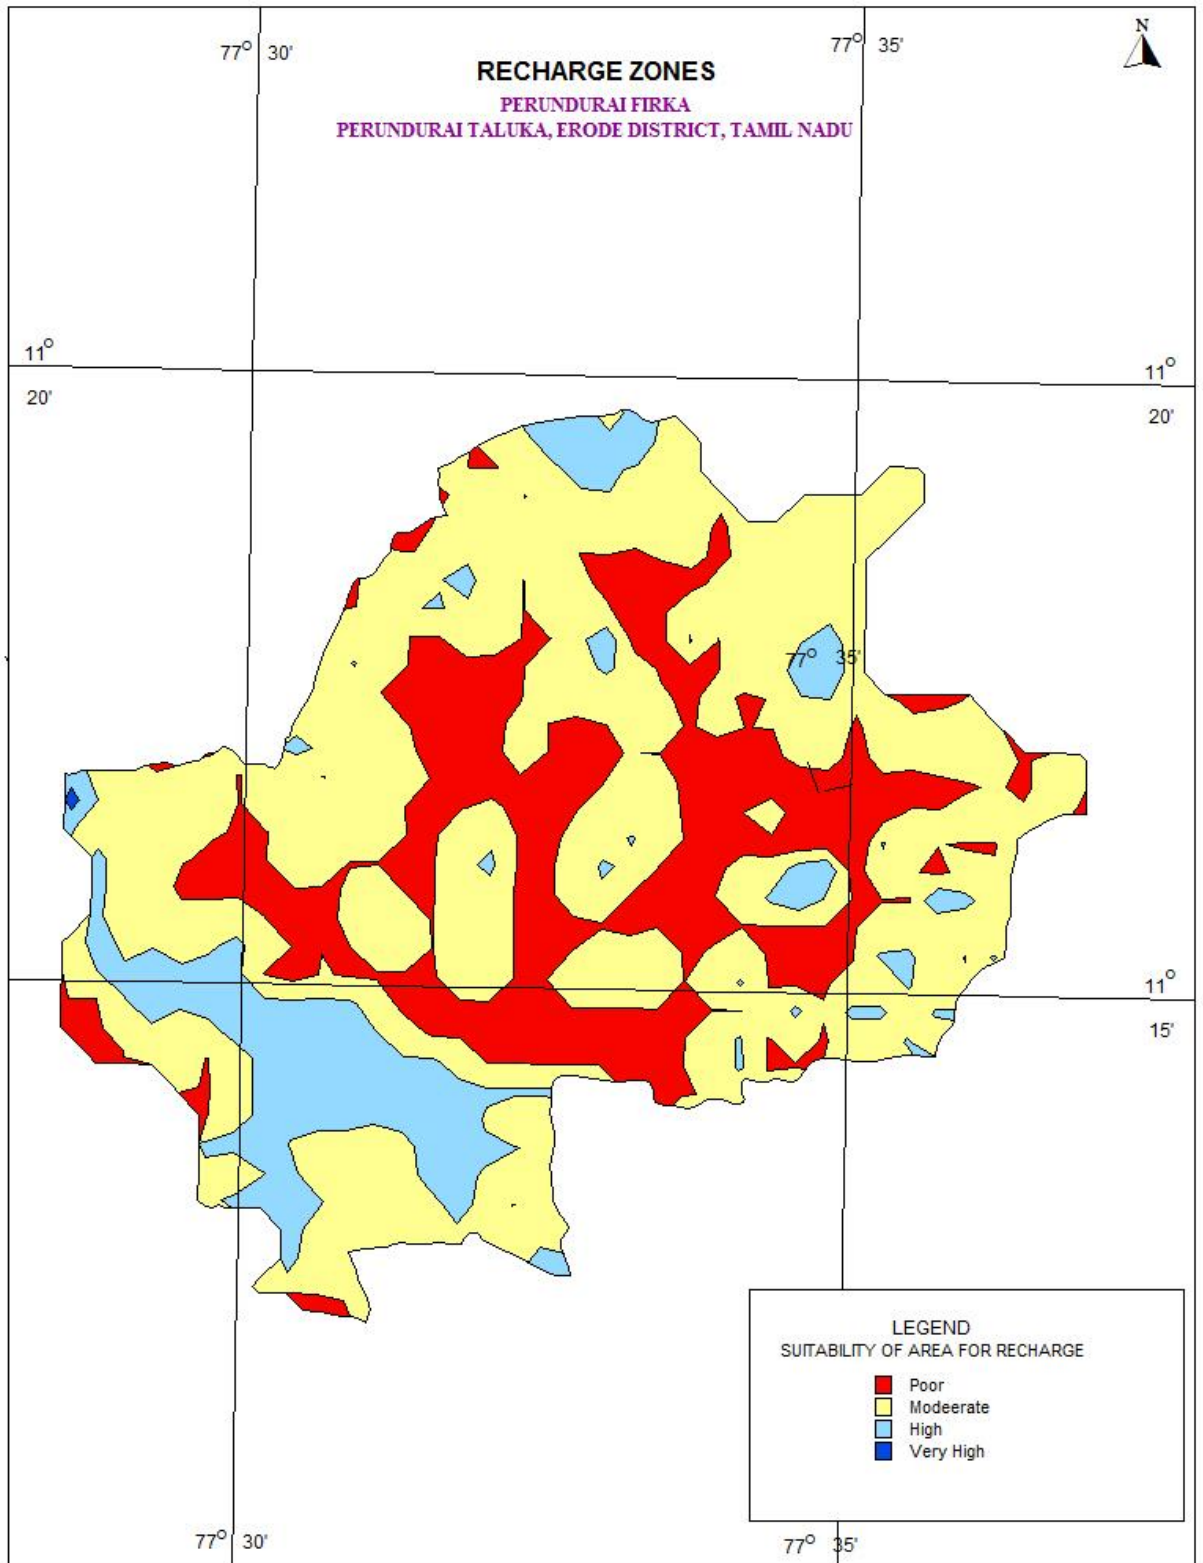 N
77° 30'
77° 35'
RECHARGE ZONES
PERUNDURAI FIRKA
PERUNDURAI TALUKA, ERODE DISTRICT, TAMIL NADU
11°
20'
11°
20'
77° 35'
11°
15'
LEGEND
SUITABILITY OF AREA FOR RECHARGE
Poor
Modeerate
High
Very High
77° 30'
77° 35'